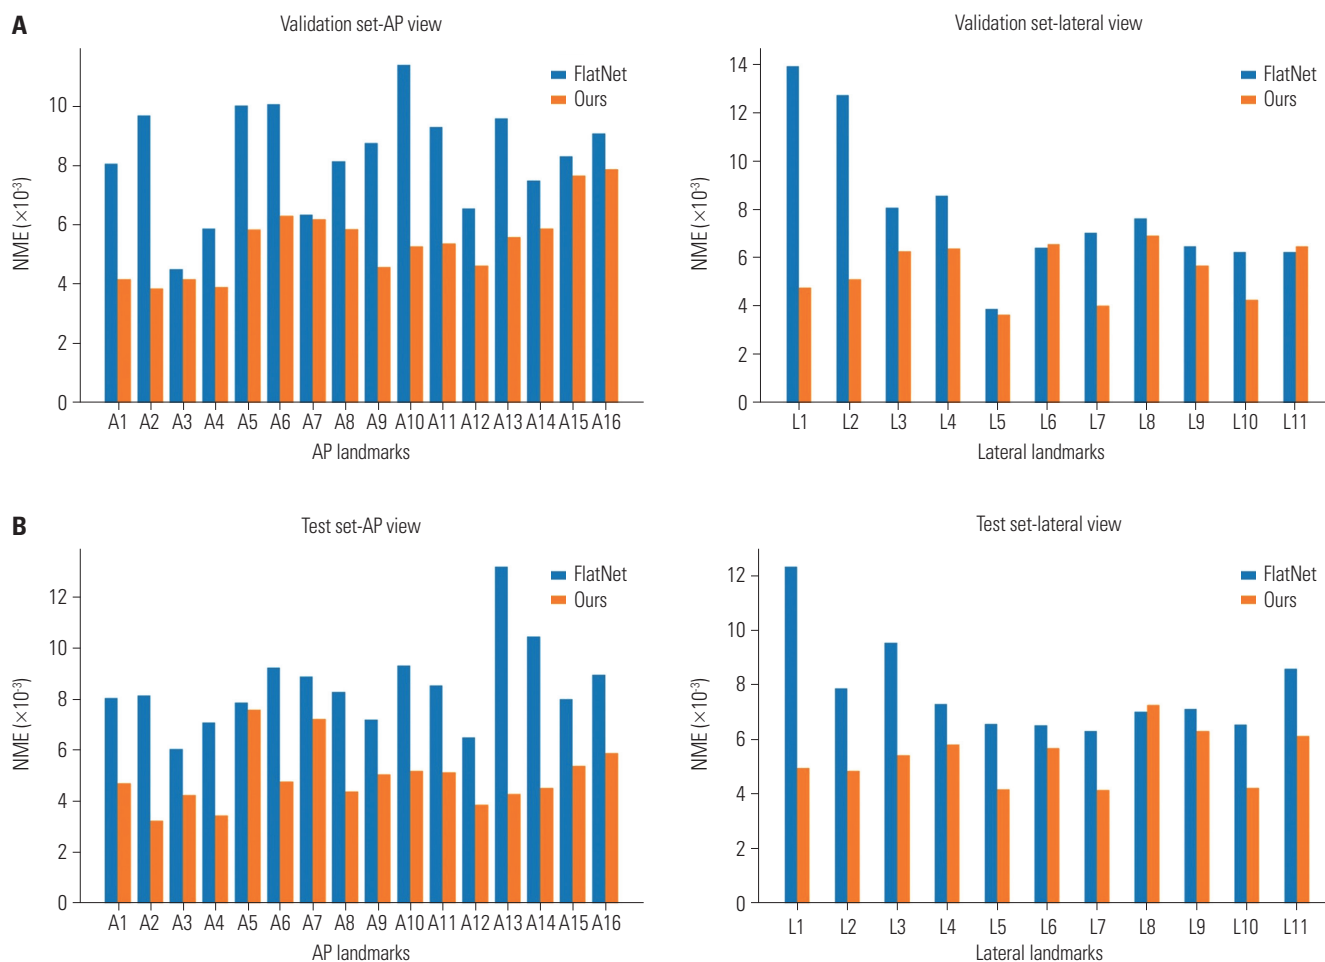 A
Validation set-AP view
FlatNet
Ours
NME (×10⁻³)
10
8
6
4
2
0
A1 A2 A3 A4 A5 A6 A7 A8 A9 A10 A11 A12 A13 A14 A15 A16
AP landmarks
Validation set-lateral view
FlatNet
Ours
NME (×10⁻³)
14
12
10
8
6
4
2
0
L1 L2 L3 L4 L5 L6 L7 L8 L9 L10 L11
Lateral landmarks
B
Test set-AP view
FlatNet
Ours
NME (×10⁻³)
12
10
8
6
4
2
0
A1 A2 A3 A4 A5 A6 A7 A8 A9 A10 A11 A12 A13 A14 A15 A16
AP landmarks
Test set-lateral view
FlatNet
Ours
NME (×10⁻³)
12
10
8
6
4
2
0
L1 L2 L3 L4 L5 L6 L7 L8 L9 L10 L11
Lateral landmarks